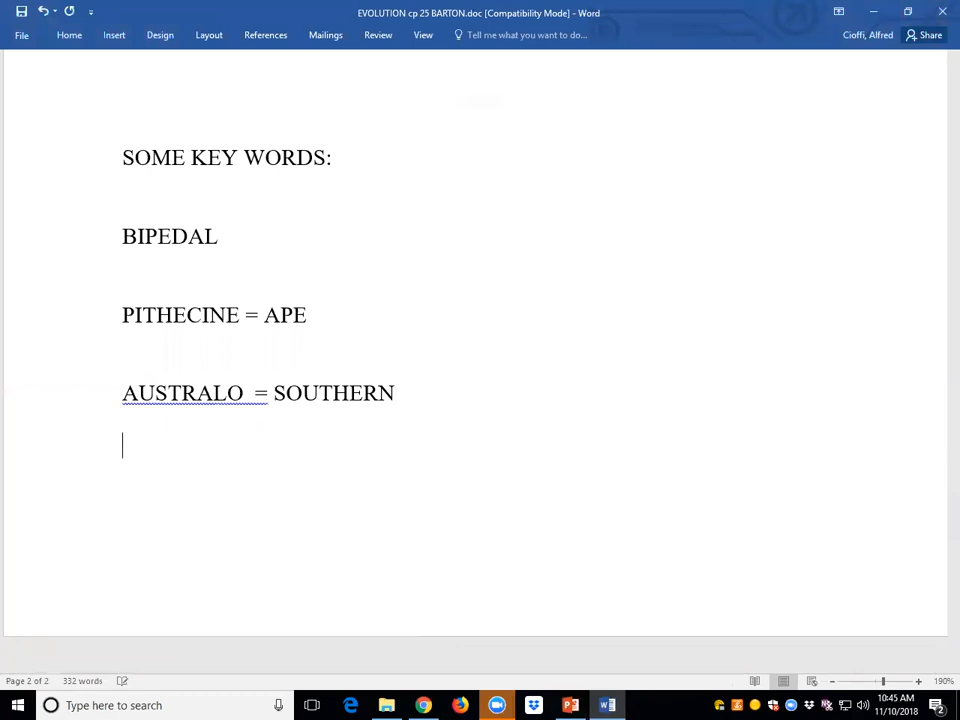 EVOLUTION cp 25 BARTON.doc [Compatibility Mode] - Word
File Home Insert Design Layout References Mailings Review View Tell me what you want to do... Cioffi, Alfred Share
SOME KEY WORDS:
BIPEDAL
PITHECINE = APE
AUSTRALO = SOUTHERN
Page 2 of 2 332 words 190%
Type here to search
10:45 AM
11/10/2018
2